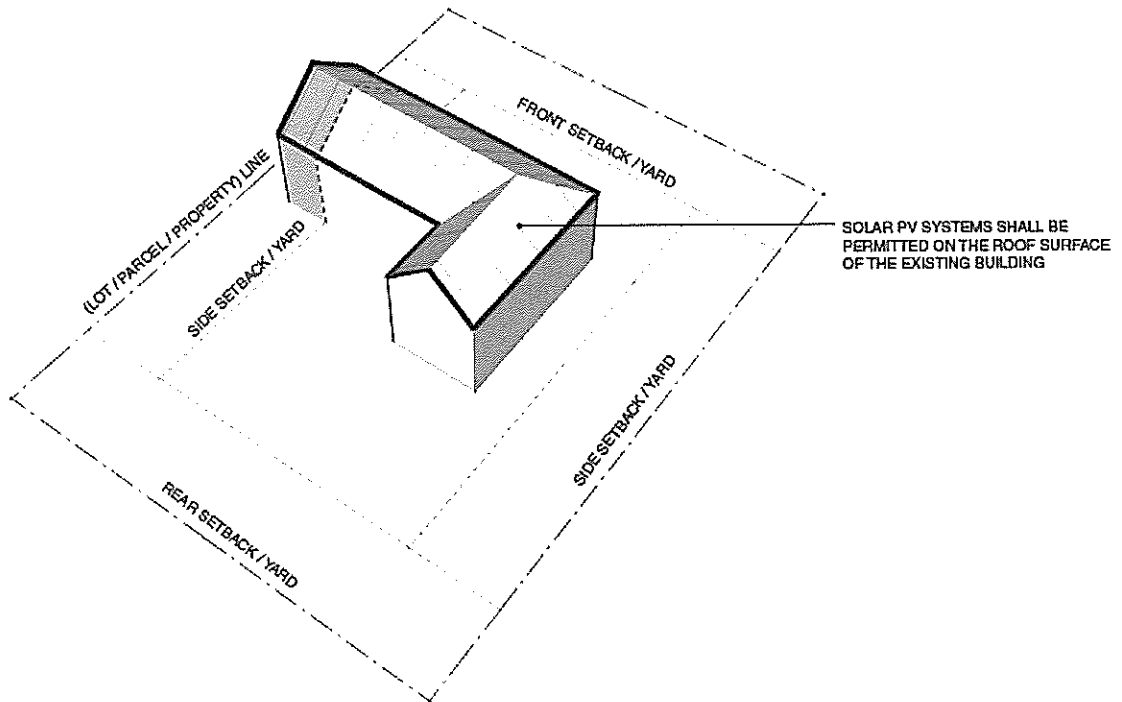 FRONT SETBACK / YARD
(LOT / PARCEL / PROPERTY) LINE
SIDE SETBACK / YARD
SOLAR PV SYSTEMS SHALL BE
PERMITTED ON THE ROOF SURFACE
OF THE EXISTING BUILDING
SIDE SETBACK / YARD
REAR SETBACK / YARD